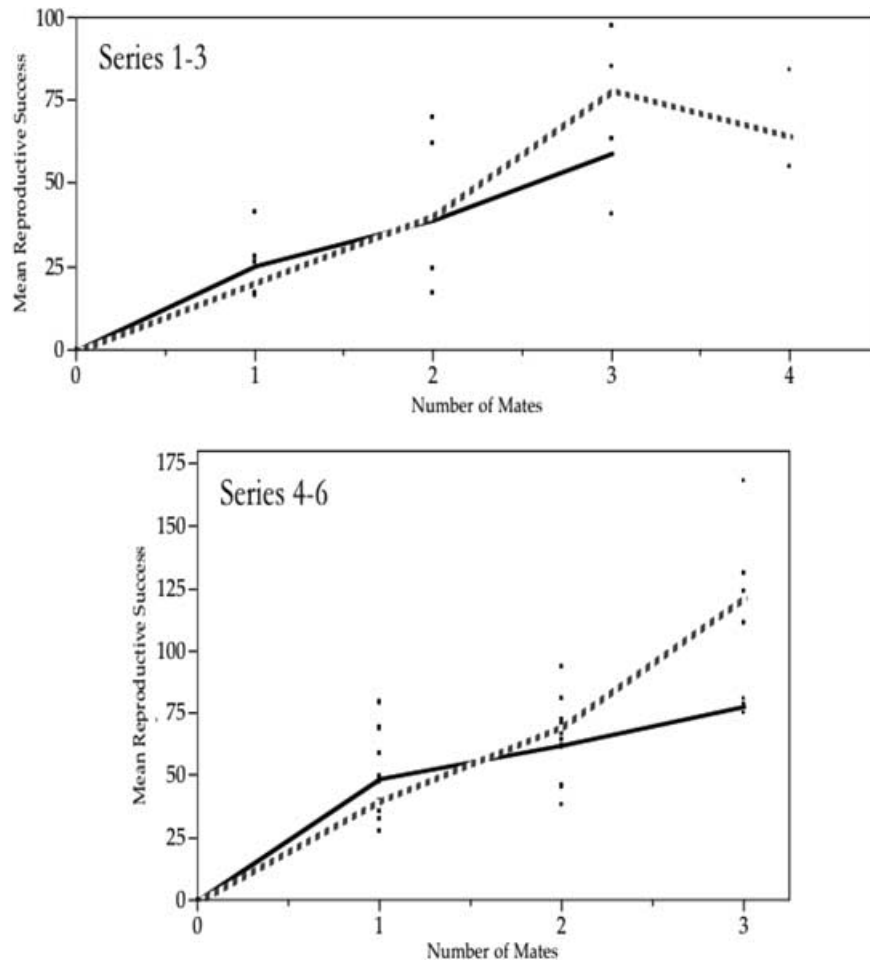 100
Series 1-3
75
50
25
0
Mean Reproductive Success
0 1 2 3 4
Number of Mates
175
Series 4-6
150
125
100
75
50
25
0
Mean Reproductive Success
0 1 2 3
Number of Mates